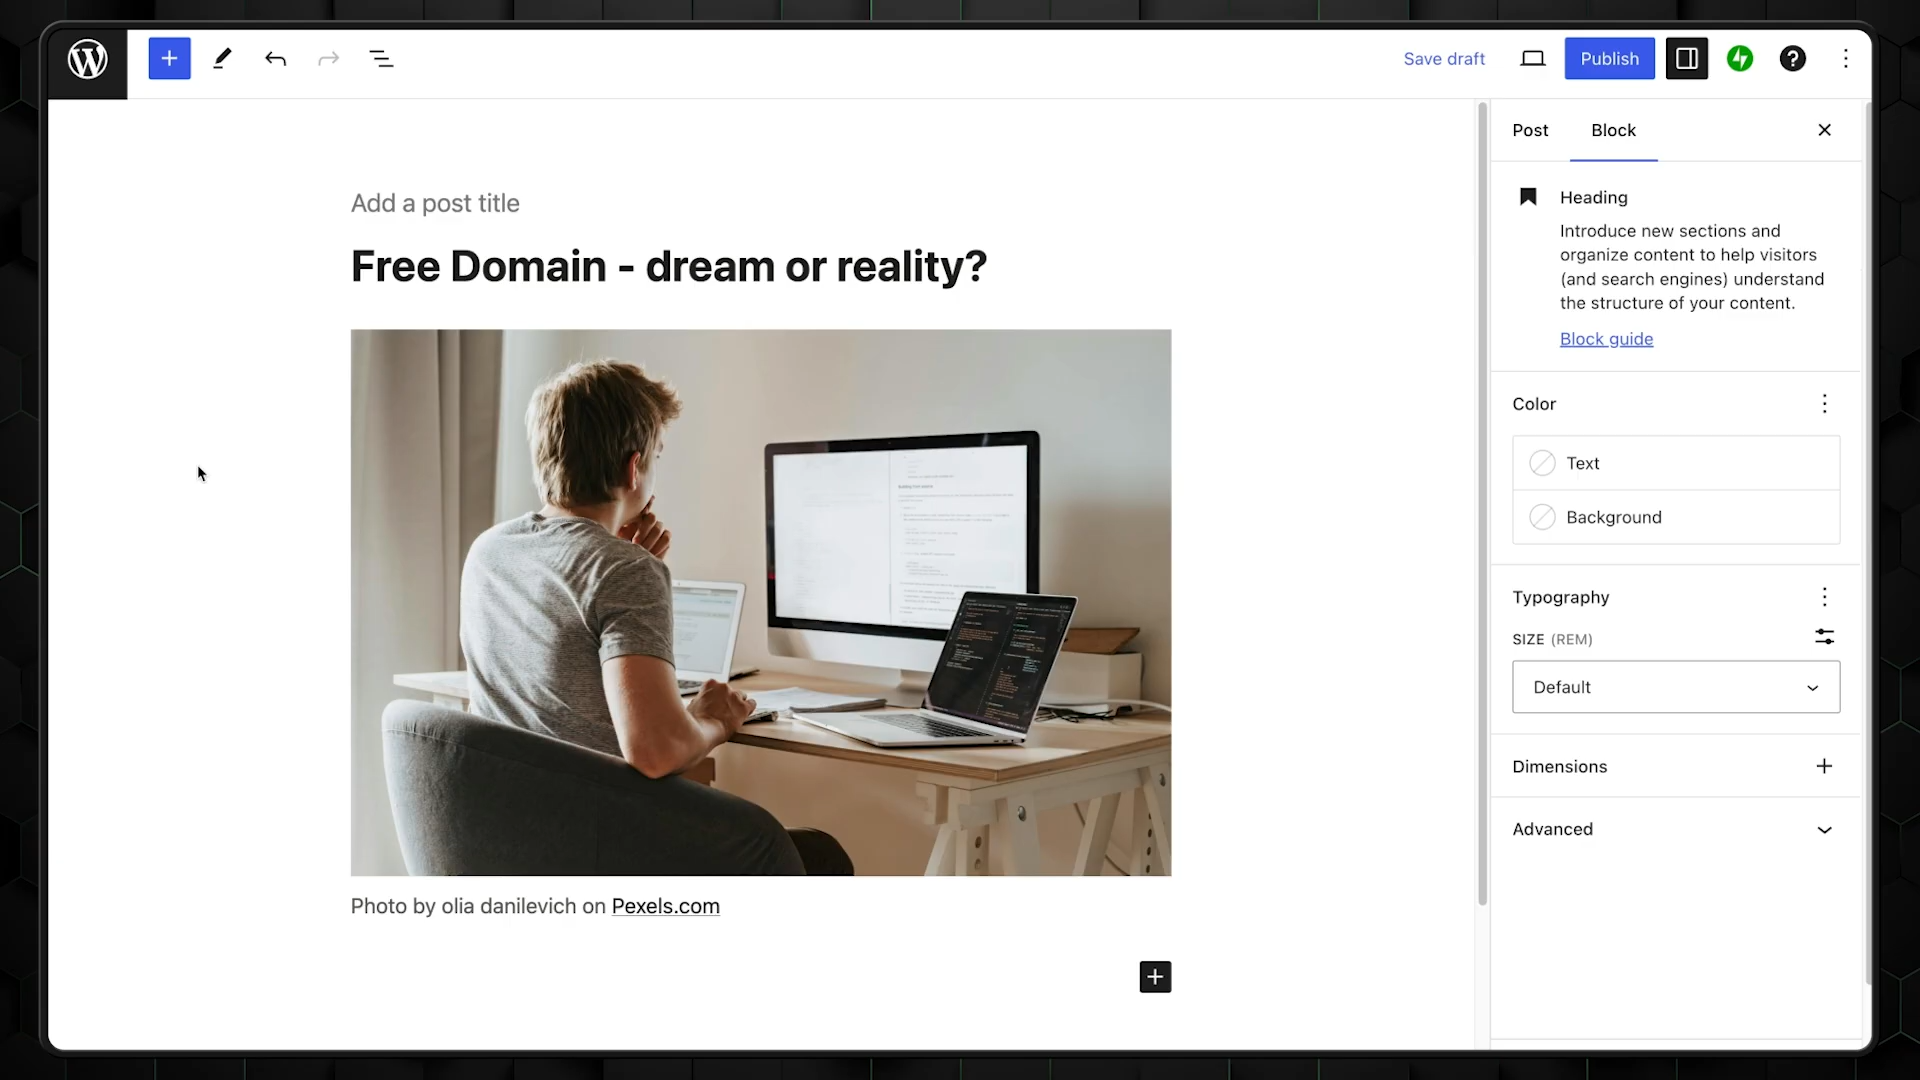 Save draft
Publish
Add a post title
Free Domain - dream or reality?
Photo by olia danilevich on Pexels.com
Post
Block
Heading
Introduce new sections and
organize content to help visitors
(and search engines) understand
the structure of your content.
Block guide
Color
Text
Background
Typography
SIZE (REM)
Default
Dimensions
Advanced